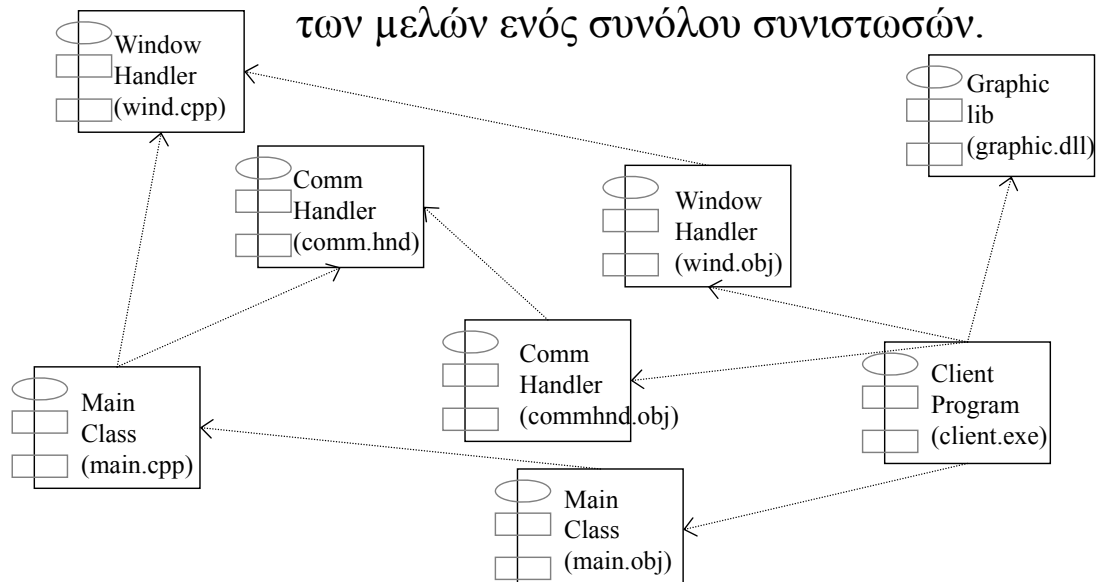 των μελών ενός συνόλου συνιστωσών.
Window
Handler
(wind.cpp)
Graphic
lib
(graphic.dll)
Comm
Handler
(comm.hnd)
Window
Handler
(wind.obj)
Comm
Handler
(commhnd.obj)
Client
Program
(client.exe)
Main
Class
(main.cpp)
Main
Class
(main.obj)